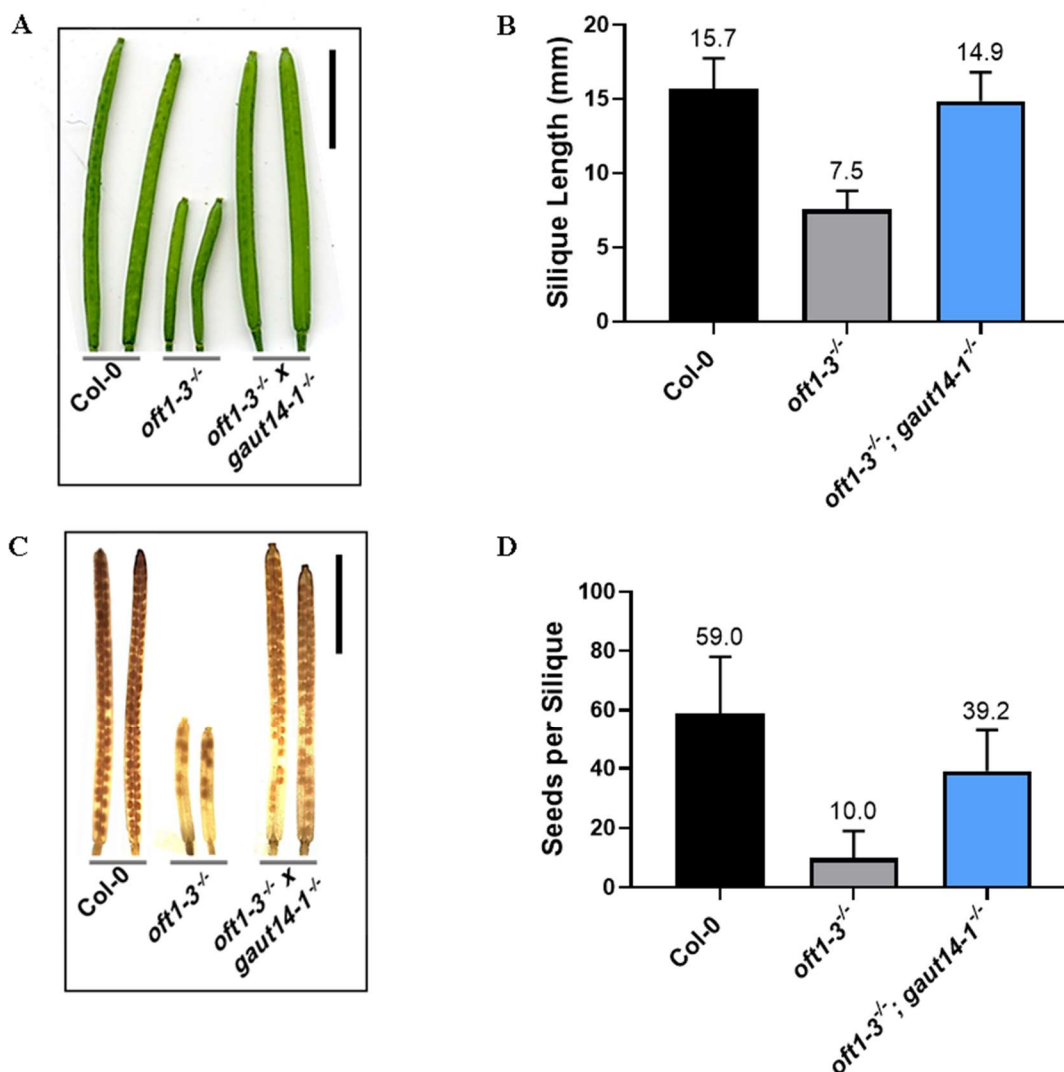 A
Col-0
oft1-3-/-
oft1-3-/- x
gaut14-1-/-
B
Silique Length (mm)
20
15
10
5
0
15.7
7.5
14.9
Col-0
oft1-3-/-
oft1-3-/-; gaut14-1-/-
C
Col-0
oft1-3-/-
oft1-3-/- x
gaut14-1-/-
D
Seeds per Silique
100
80
60
40
20
0
59.0
10.0
39.2
Col-0
oft1-3-/-
oft1-3-/-; gaut14-1-/-